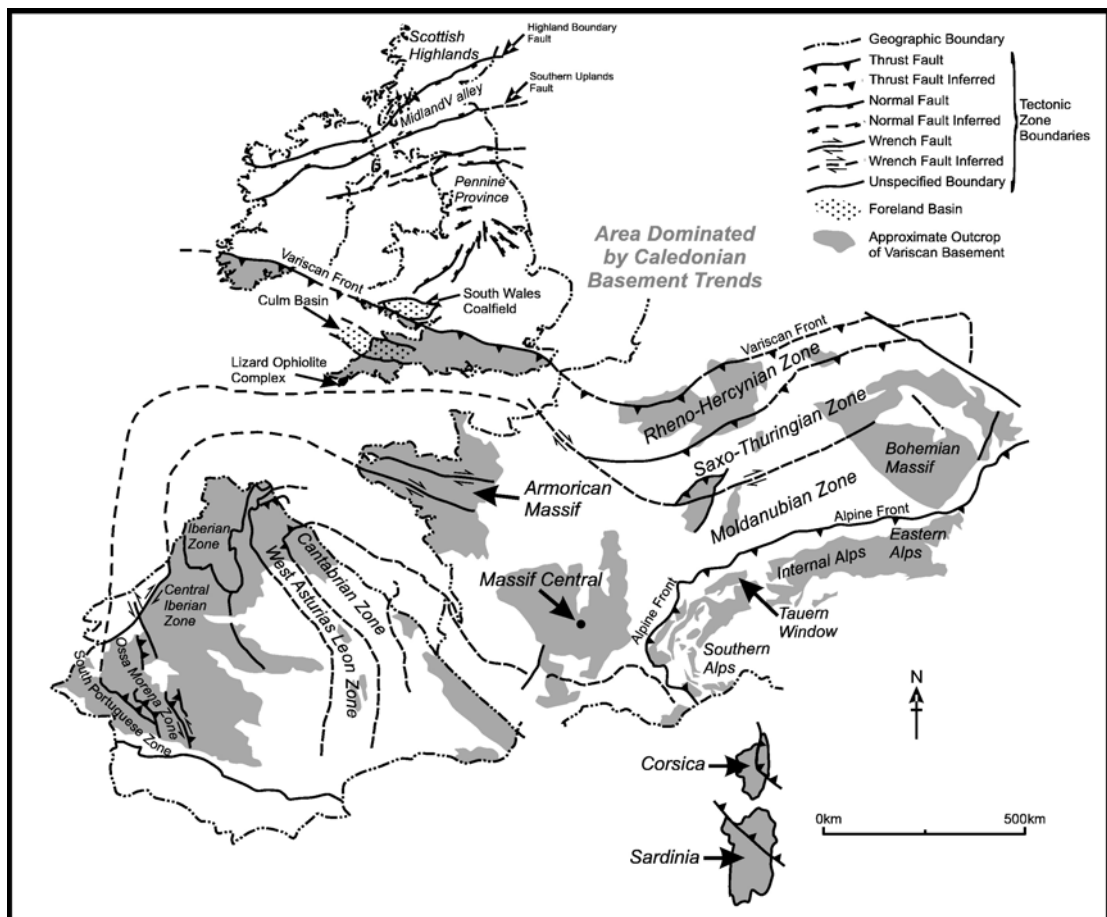 Scottish
Highlands
Highland Boundary
Fault
Southern Uplands
Fault
MidlandV alley
Pennine
Province
Geographic Boundary
Thrust Fault
Thrust Fault Inferred
Normal Fault
Normal Fault Inferred
Wrench Fault
Wrench Fault Inferred
Unspecified Boundary
Tectonic
Zone
Boundaries
Foreland Basin
Approximate Outcrop
of Variscan Basement
Area Dominated
by Caledonian
Basement Trends
Variscan Front
Culm Basin
South Wales
Coalfield
Lizard Ophiolite
Complex
Variscan Front
Rheno-Hercynian Zone
Saxo-Thuringian Zone
Bohemian
Massif
Moldanubian Zone
Armorican
Massif
Alpine Front
Eastern
Alps
Internal Alps
Iberian
Zone
Cantabrian Zone
Central
Iberian
Zone
West Asturias Leon Zone
Massif Central
Alpine Front
Tauern
Window
Southern
Alps
Ossa Morena Zone
South Portuguese Zone
N
Corsica
0km
500km
Sardinia